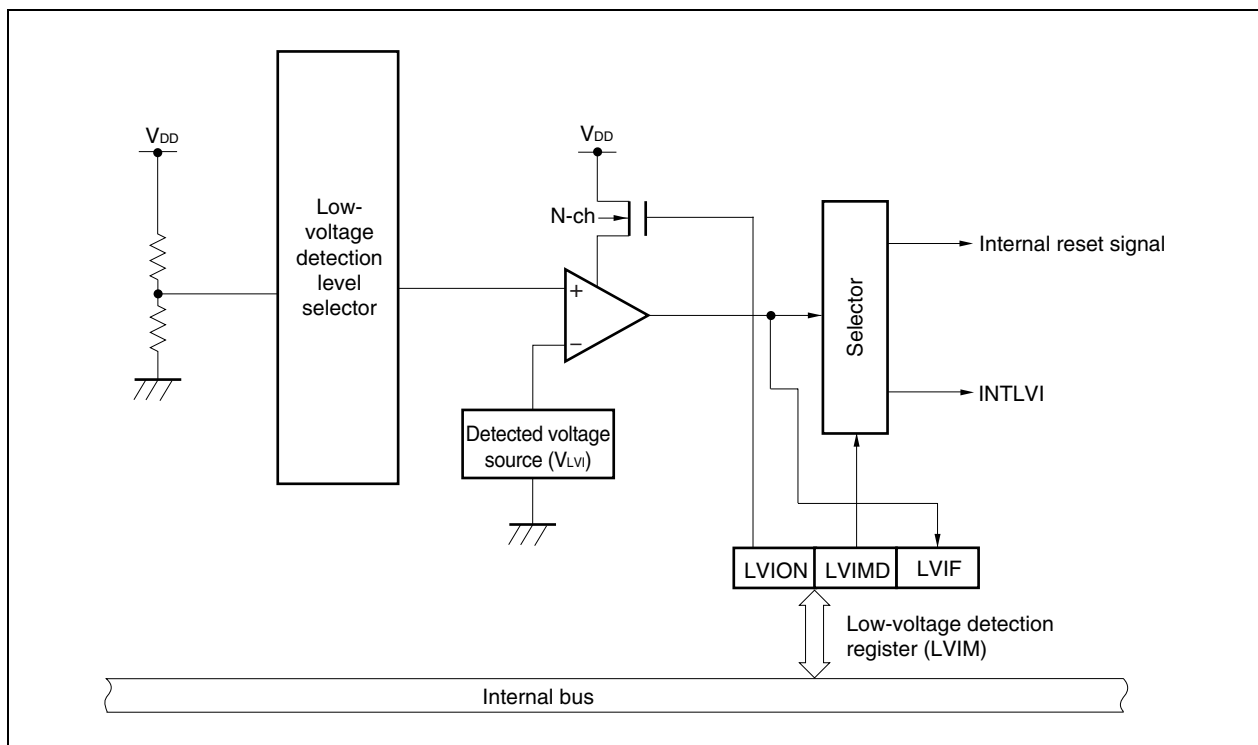 VDD
Low-
voltage
detection
level
selector
VDD
N-ch
+
−
Detected voltage
source (VLVI)
Selector
Internal reset signal
INTLVI
LVION
LVIMD
LVIF
Low-voltage detection
register (LVIM)
Internal bus